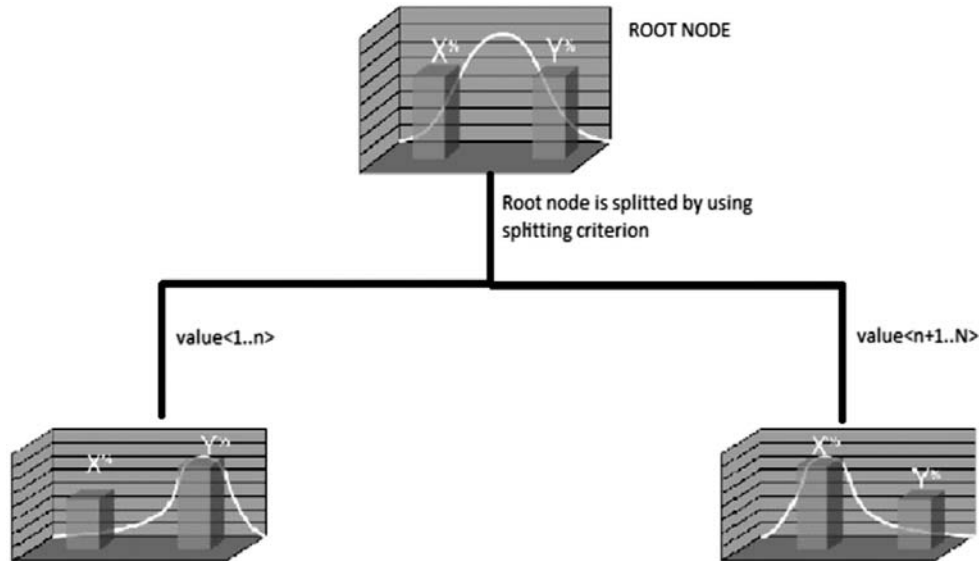 ROOT NODE
X%
Y%
Root node is splitted by using
splitting criterion
value<1..n>
value<n+1..N>
X%
Y%
X%
Y%